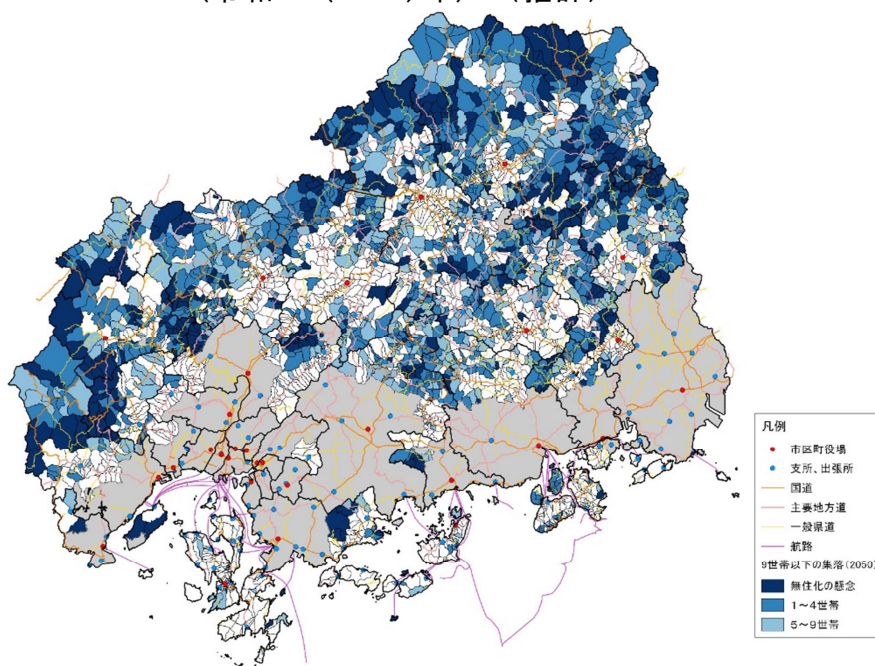 凡例
市区町役場
支所、出張所
国道
主要地方道
一般県道
航路
9世帯以下の集落(2050)
無住化の懸念
1～4世帯
5～9世帯